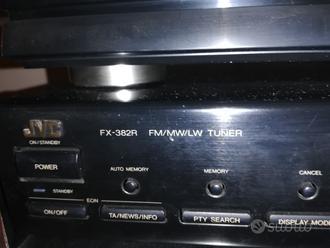 JVC
FX-382R FM/MW/LW TUNER
ON/STANDBY
POWER
AUTO MEMORY
MEMORY
CANCEL
STANDBY
EON
ON/OFF
TA/NEWS/INFO
PTY SEARCH
DISPLAY MOD
subito